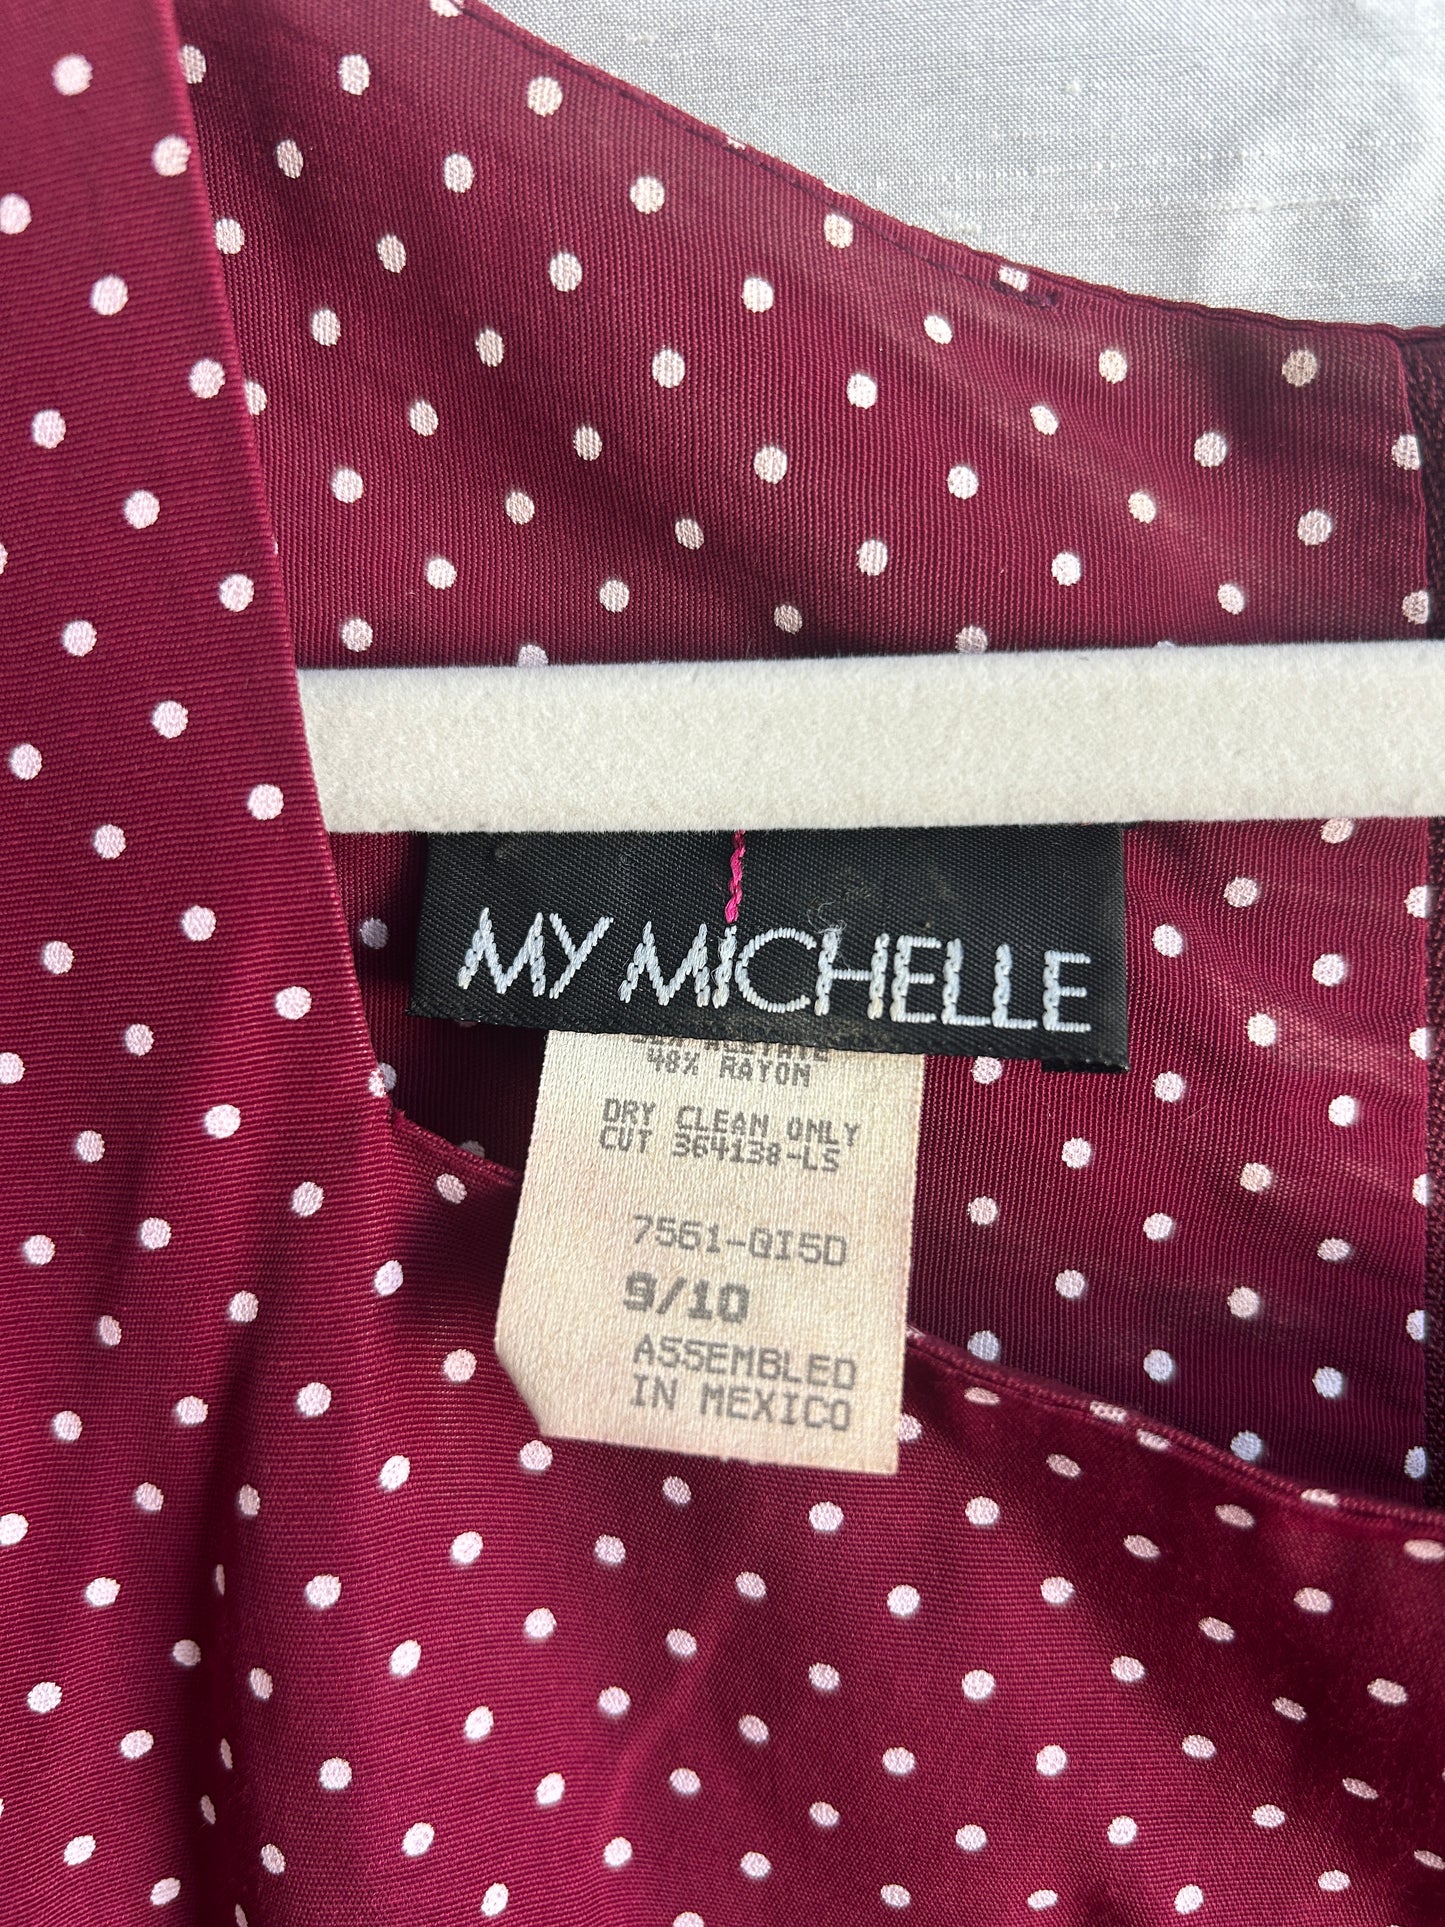 MY MICHELLE
48% RAYON
DRY CLEAN ONLY
CUT 364138-LS
7561-QI5D
9/10
ASSEMBLED
IN MEXICO